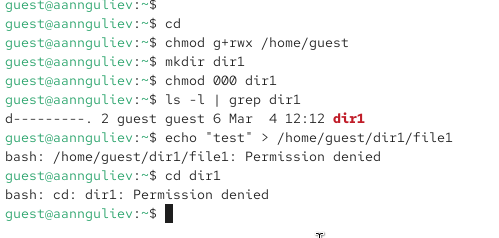 guest@aannguliev:~$
guest@aannguliev:~$ cd
guest@aannguliev:~$ chmod g+rwx /home/guest
guest@aannguliev:~$ mkdir dir1
guest@aannguliev:~$ chmod 000 dir1
guest@aannguliev:~$ ls -l | grep dir1
d---------. 2 guest guest 6 Mar  4 12:12 dir1
guest@aannguliev:~$ echo "test" > /home/guest/dir1/file1
bash: /home/guest/dir1/file1: Permission denied
guest@aannguliev:~$ cd dir1
bash: cd: dir1: Permission denied
guest@aannguliev:~$